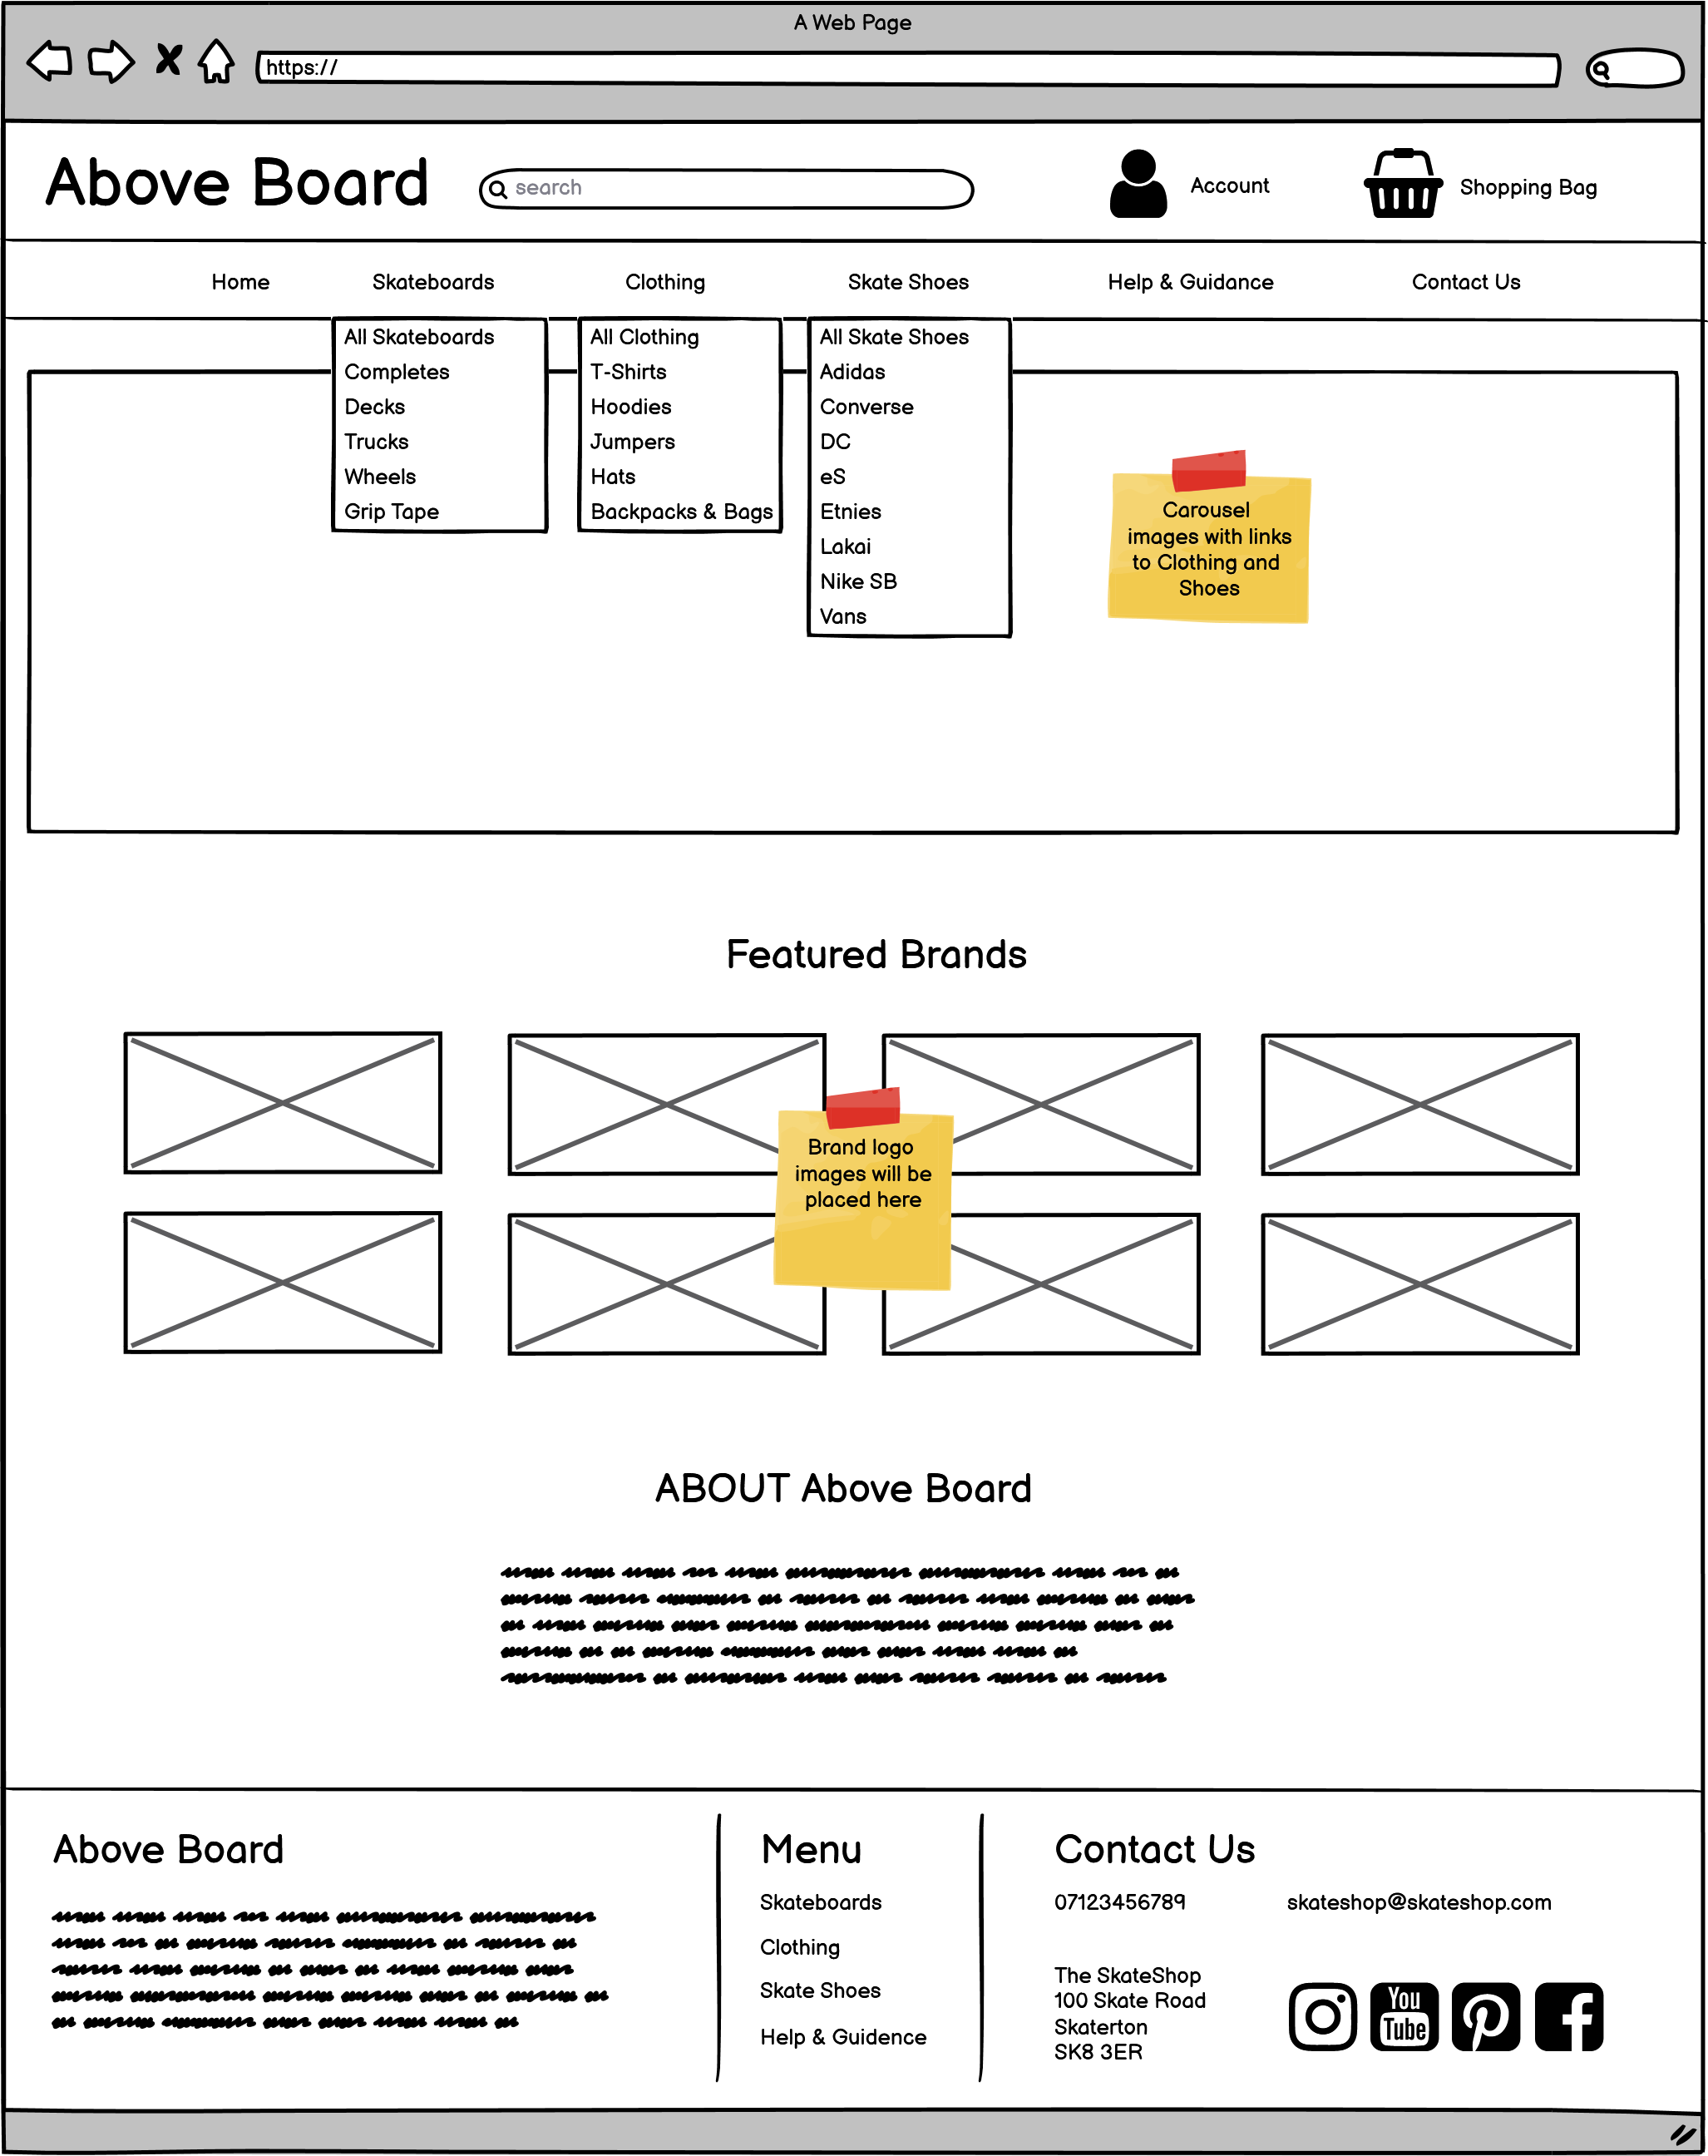 A Web Page
https://
Above Board
search
Account
Shopping Bag
Home
Skateboards
Clothing
Skate Shoes
Help & Guidance
Contact Us
All Skateboards
Completes
Decks
Trucks
Wheels
Grip Tape
All Clothing
T-Shirts
Hoodies
Jumpers
Hats
Backpacks & Bags
All Skate Shoes
Adidas
Converse
DC
eS
Etnies
Lakai
Nike SB
Vans
Carousel
images with links
to Clothing and
Shoes
Featured Brands
Brand logo
images will be
placed here
ABOUT Above Board
Above Board
Menu
Skateboards
Clothing
Skate Shoes
Help & Guidence
Contact Us
07123456789
skateshop@skateshop.com
The SkateShop
100 Skate Road
Skaterton
SK8 3ER
You
Tube